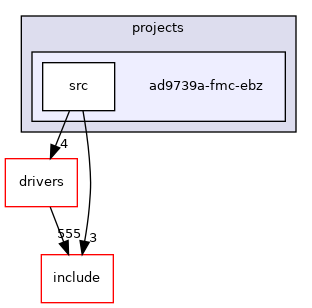 projects
src
ad9739a-fmc-ebz
4
drivers
555
3
include